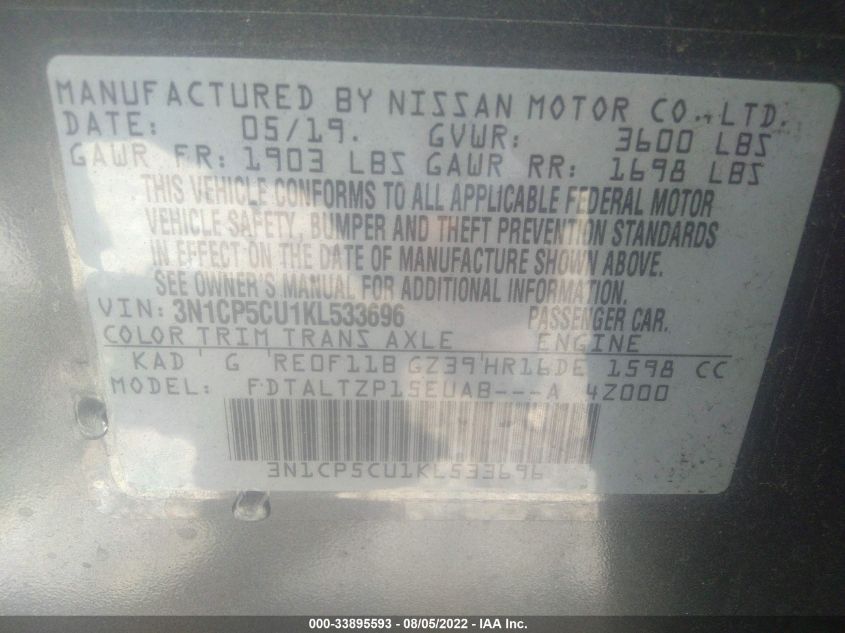 MANUFACTURED BY NISSAN MOTOR CO., LTD.
DATE: 05/19. GVWR: 3600 LBS
GAWR FR: 1903 LBS GAWR RR: 1698 LBS
THIS VEHICLE CONFORMS TO ALL APPLICABLE FEDERAL MOTOR
VEHICLE SAFETY, BUMPER AND THEFT PREVENTION STANDARDS
IN EFFECT ON THE DATE OF MANUFACTURE SHOWN ABOVE.
SEE OWNER'S MANUAL FOR ADDITIONAL INFORMATION.
VIN: 3N1CP5CU1KL533696 PASSENGER CAR.
COLOR TRIM TRANS AXLE ENGINE
KAD G RE0F11B GZ39 HR16DE 1598 CC
MODEL: FDTALTZP15EUAB---A 4Z000
3N1CP5CU1KL533696
000-33895593 - 08/05/2022 - IAA Inc.